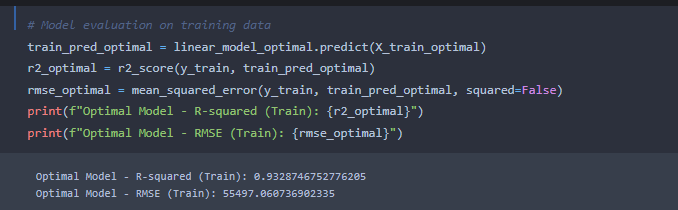 # Model evaluation on training data
train_pred_optimal = linear_model_optimal.predict(X_train_optimal)
r2_optimal = r2_score(y_train, train_pred_optimal)
rmse_optimal = mean_squared_error(y_train, train_pred_optimal, squared=False)
print(f"Optimal Model - R-squared (Train): {r2_optimal}")
print(f"Optimal Model - RMSE (Train): {rmse_optimal}")
Optimal Model - R-squared (Train): 0.9328746752776205
Optimal Model - RMSE (Train): 55497.060736902335